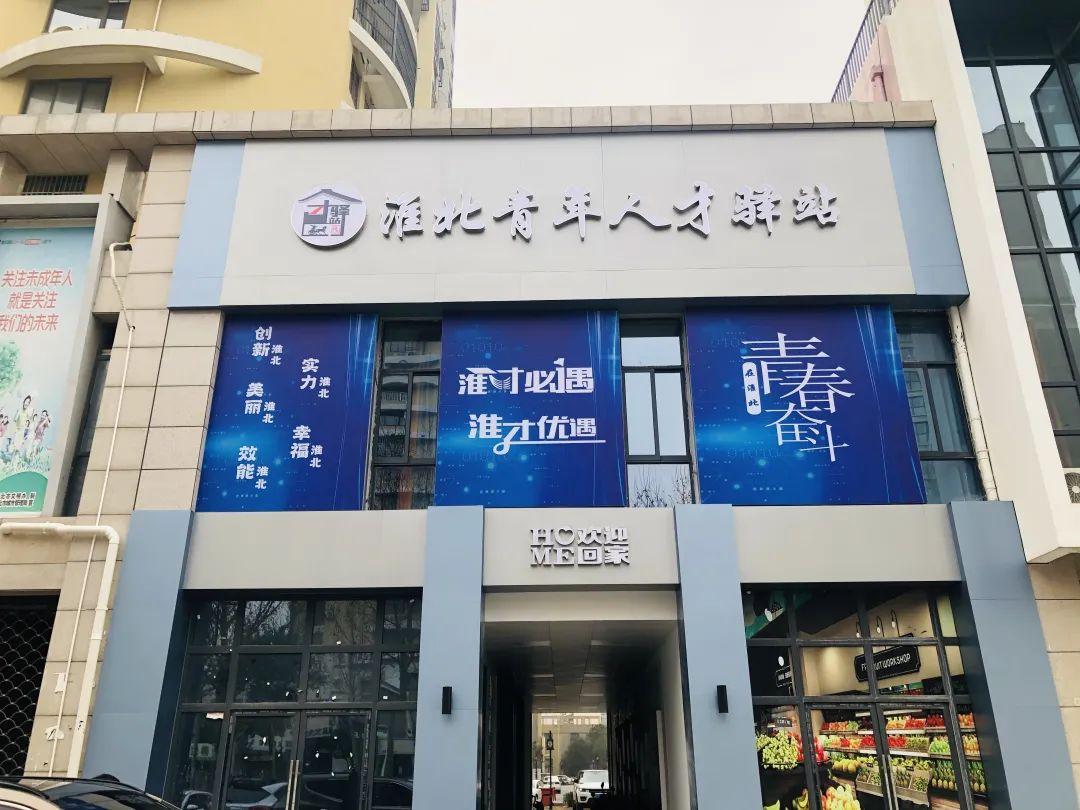 才驿站
淮北青年人才驿站
关注未成年人
就是关注
我们的未来
创新淮北
实力淮北
美丽淮北
幸福淮北
效能淮北
淮才必遇
淮才优遇
青春
在淮北
奋斗
HOME
欢迎
回家